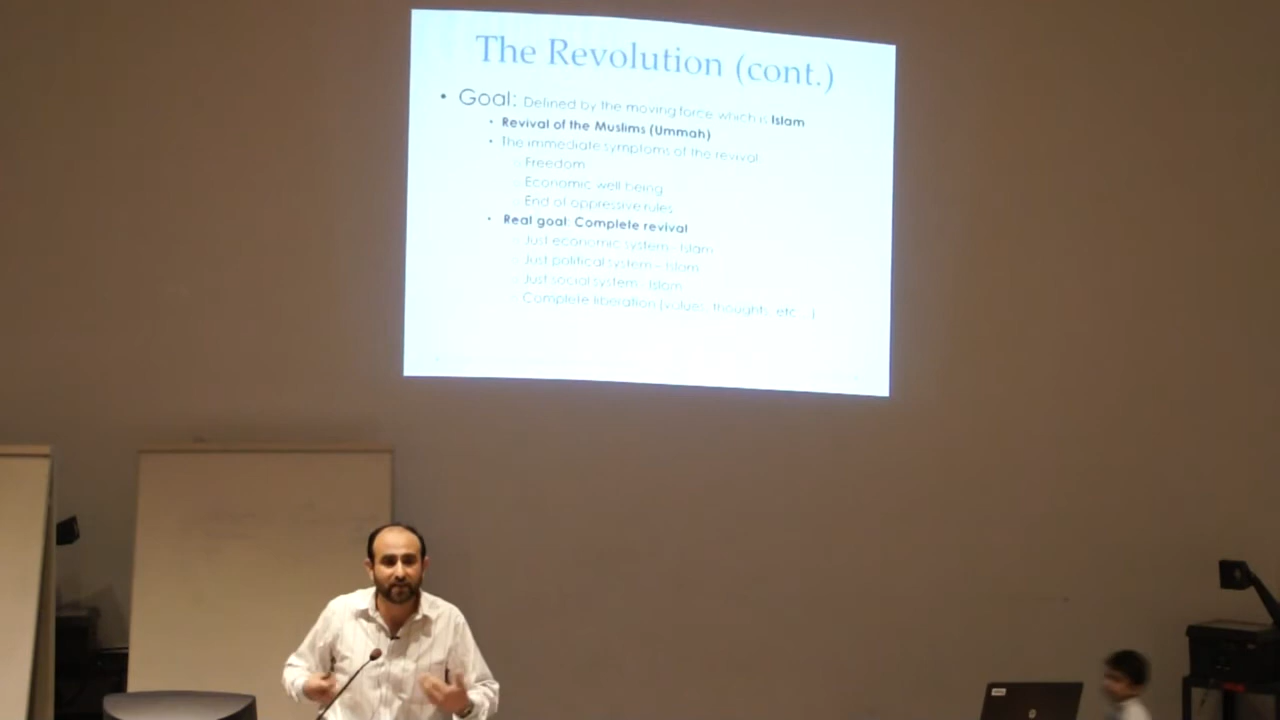 The Revolution (cont.)
• Goal: Defined by the moving force which is Islam
• Revival of the Muslims (Ummah)
• The immediate symptoms of the revival
○ Freedom
○ Economic well being
○ End of oppressive rules
• Real goal: Complete revival
○ Just economic system - Islam
○ Just political system – Islam
○ Just social system - Islam
○ Complete liberation (values, thoughts, etc...)